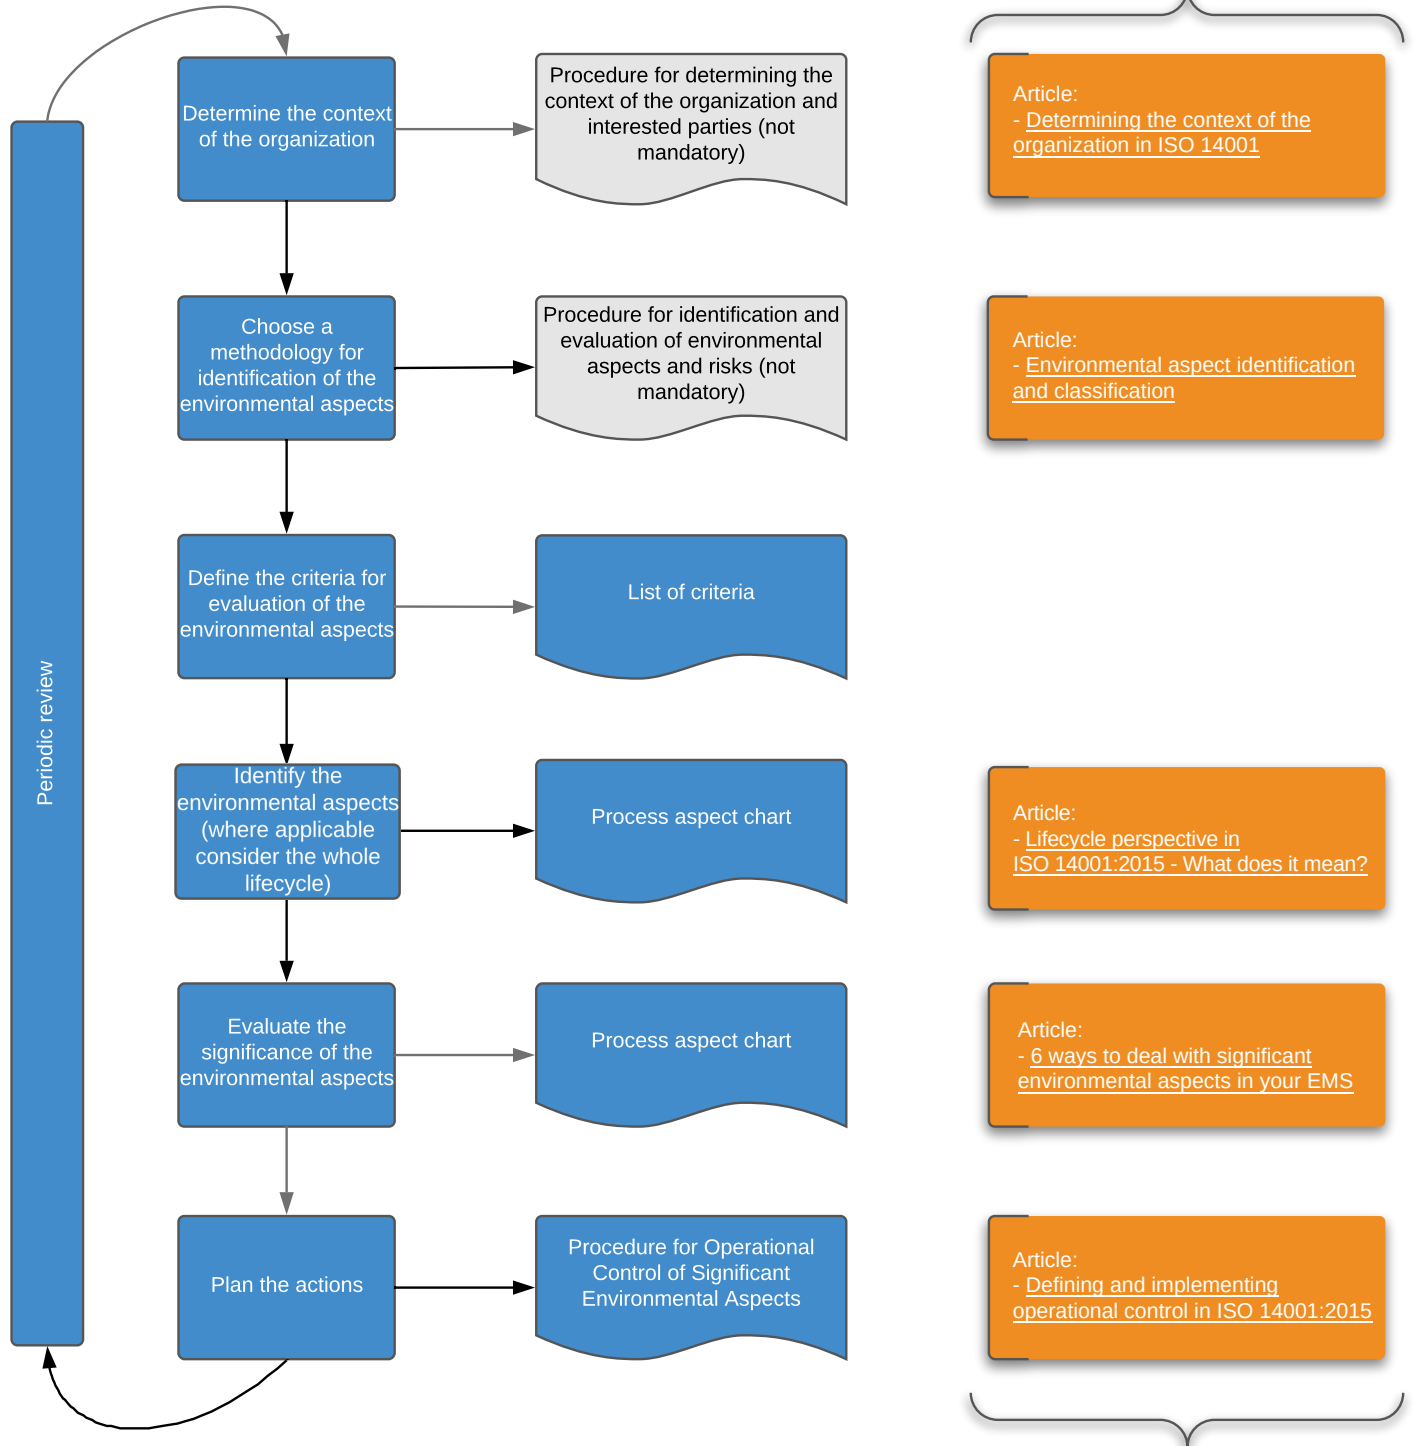 Determine the context
of the organization
Procedure for determining the
context of the organization and
interested parties (not
mandatory)
Article:
- Determining the context of the
organization in ISO 14001
Choose a
methodology for
identification of the
environmental aspects
Procedure for identification and
evaluation of environmental
aspects and risks (not
mandatory)
Article:
- Environmental aspect identification
and classification
Define the criteria for
evaluation of the
environmental aspects
List of criteria
Periodic review
Identify the
environmental aspects
(where applicable
consider the whole
lifecycle)
Process aspect chart
Article:
- Lifecycle perspective in
ISO 14001:2015 - What does it mean?
Evaluate the
significance of the
environmental aspects
Process aspect chart
Article:
- 6 ways to deal with significant
environmental aspects in your EMS
Plan the actions
Procedure for Operational
Control of Significant
Environmental Aspects
Article:
- Defining and implementing
operational control in ISO 14001:2015